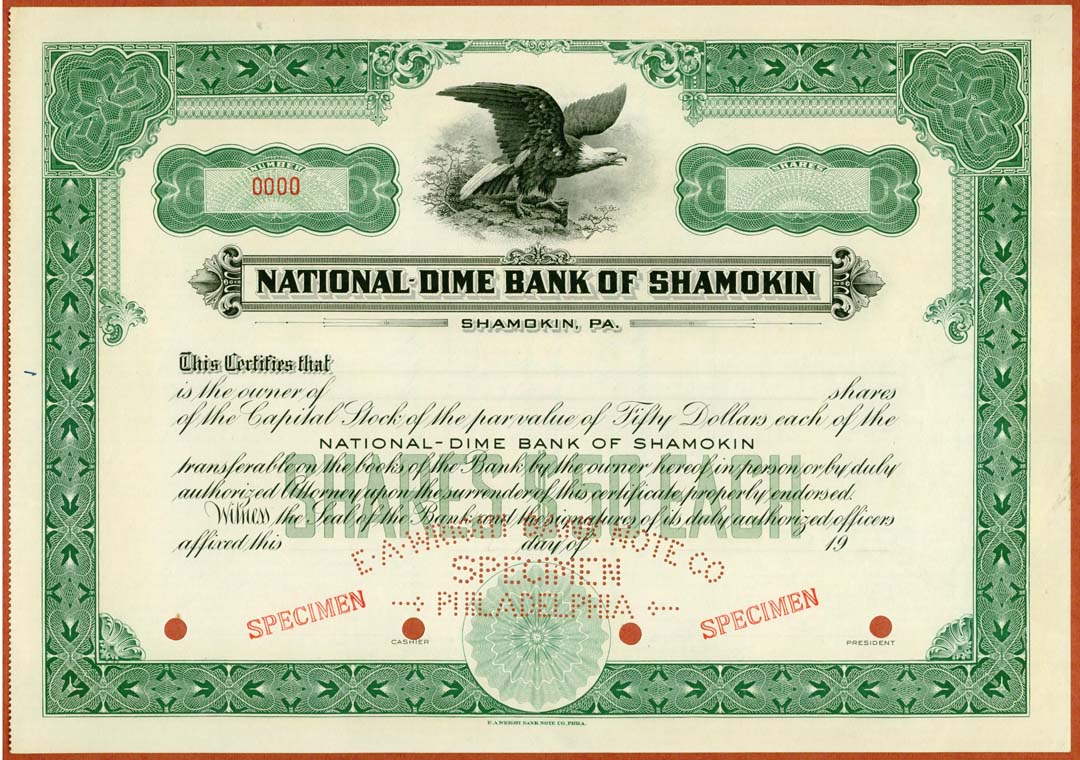 NUMBER
0000
SHARES
NATIONAL-DIME BANK OF SHAMOKIN
SHAMOKIN, PA.
This Certifies that
is the owner of shares
of the Capital Stock of the par value of Fifty Dollars each of the
NATIONAL-DIME BANK OF SHAMOKIN
transferable on the books of the Bank by the owner hereof in person or by duly
authorized Attorney upon the surrender of this certificate properly endorsed.
SHARES $50 EACH
Witness the Seal of the Bank and the signatures of its duly authorized officers
affixed this day of 19
E.A. WRIGHT BANK NOTE CO
SPECIMEN
PHILADELPHIA
SPECIMEN
SPECIMEN
CASHIER
PRESIDENT
E.A. WRIGHT BANK NOTE CO. PHILA.